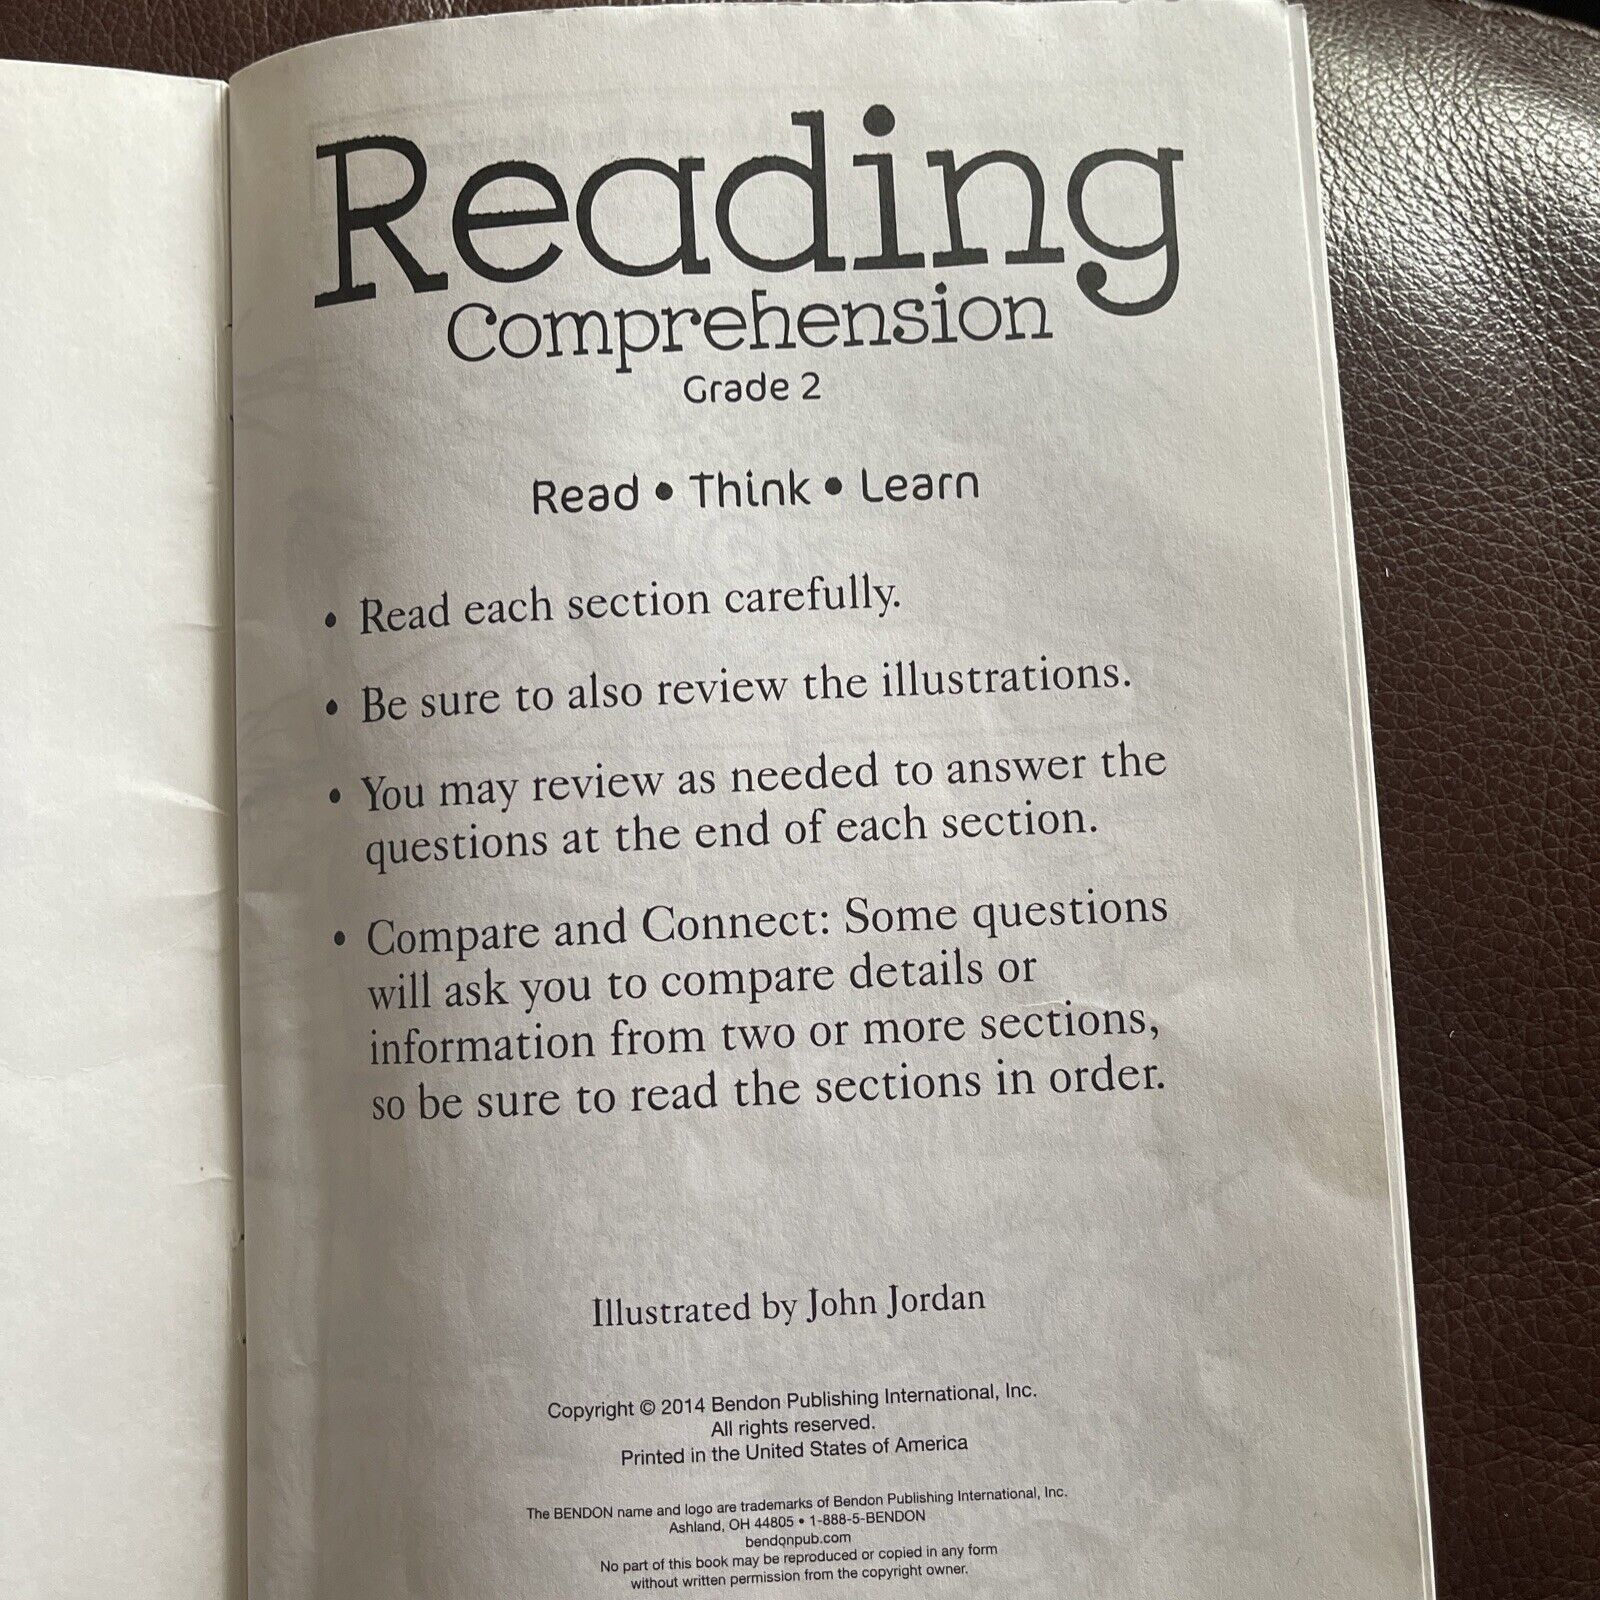 Reading
Comprehension
Grade 2
Read • Think • Learn
• Read each section carefully.
• Be sure to also review the illustrations.
• You may review as needed to answer the
questions at the end of each section.
• Compare and Connect: Some questions
will ask you to compare details or
information from two or more sections,
so be sure to read the sections in order.
Illustrated by John Jordan
Copyright © 2014 Bendon Publishing International, Inc.
All rights reserved.
Printed in the United States of America
The BENDON name and logo are trademarks of Bendon Publishing International, Inc.
Ashland, OH 44805 • 1-888-5-BENDON
bendonpub.com
No part of this book may be reproduced or copied in any form
without written permission from the copyright owner.